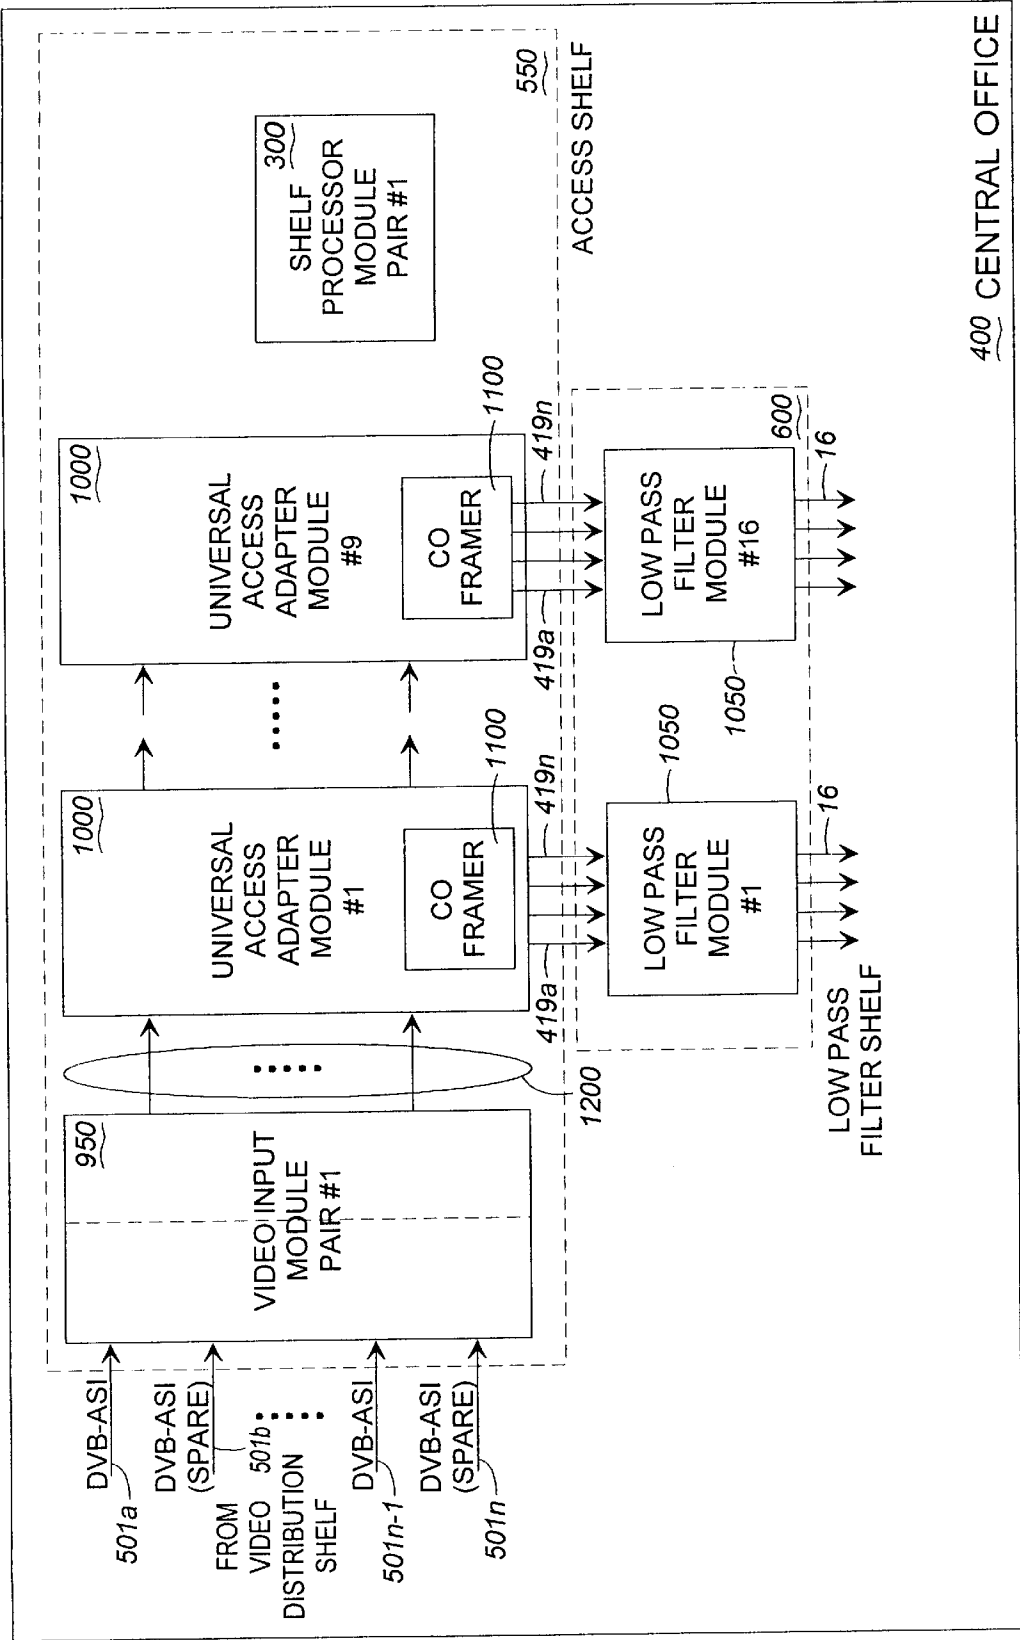 DVB-ASI
501a
DVB-ASI
(SPARE)
501b
FROM
VIDEO
DISTRIBUTION
SHELF
DVB-ASI
501n-1
DVB-ASI
(SPARE)
501n
950
VIDEO INPUT
MODULE
PAIR #1
1200
1000
UNIVERSAL
ACCESS
ADAPTER
MODULE
#1
CO
FRAMER
1100
419a
419n
1000
UNIVERSAL
ACCESS
ADAPTER
MODULE
#9
CO
FRAMER
1100
419a
419n
300
SHELF
PROCESSOR
MODULE
PAIR #1
550
ACCESS SHELF
LOW PASS
FILTER
MODULE
#1
1050
16
LOW PASS
FILTER
MODULE
#16
1050
600
16
LOW PASS
FILTER SHELF
400 CENTRAL OFFICE